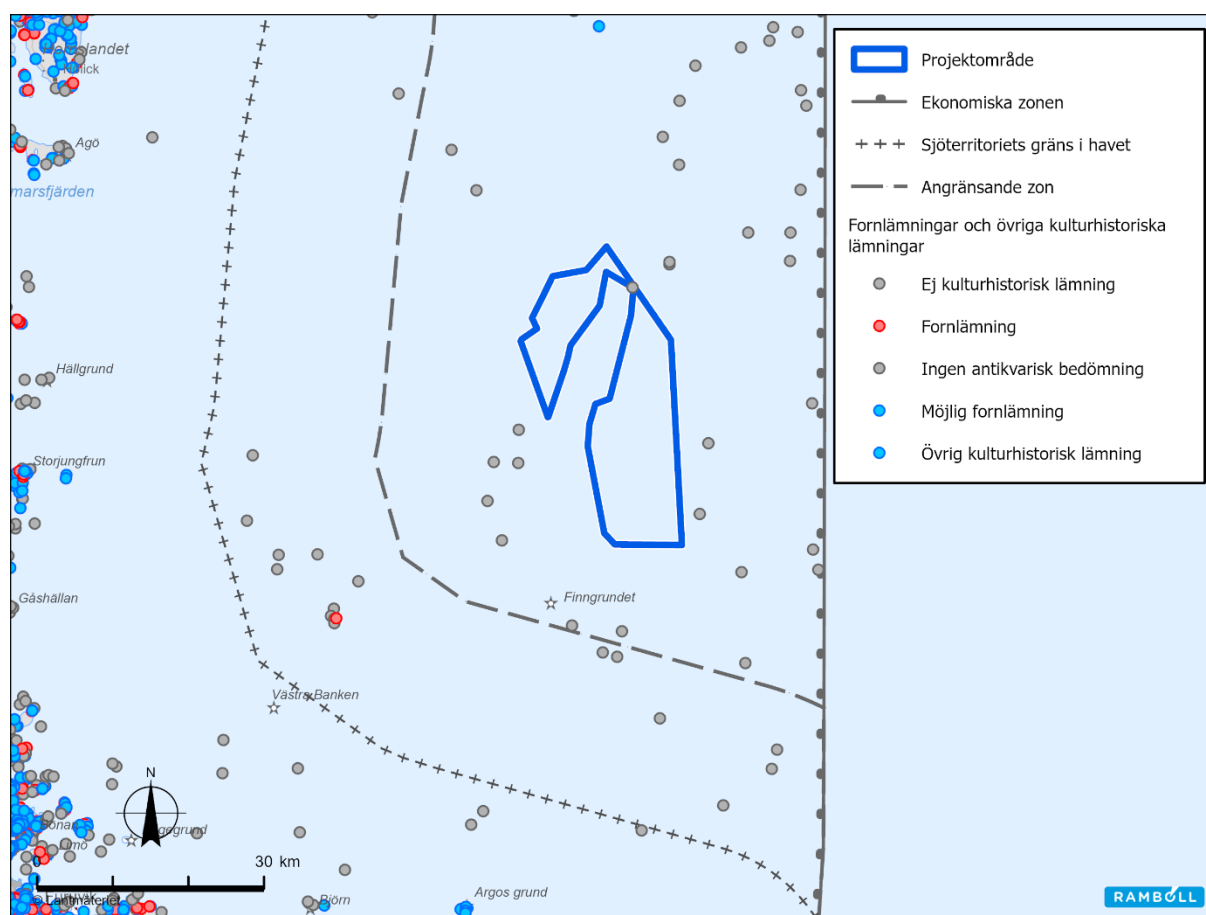 Projektområde
Ekonomiska zonen
Sjöterritoriets gräns i havet
Angränsande zon
Fornlämningar och övriga kulturhistoriska
lämningar
Ej kulturhistorisk lämning
Fornlämning
Ingen antikvarisk bedömning
Möjlig fornlämning
Övrig kulturhistorisk lämning
Agö
marsfjärden
Hällgrund
Storjungfrun
Gåshällan
Finngrundet
Västra Banken
N
Limö
0 30 km
Björn
Argos grund
© Lantmäteriet
RAMBOLL